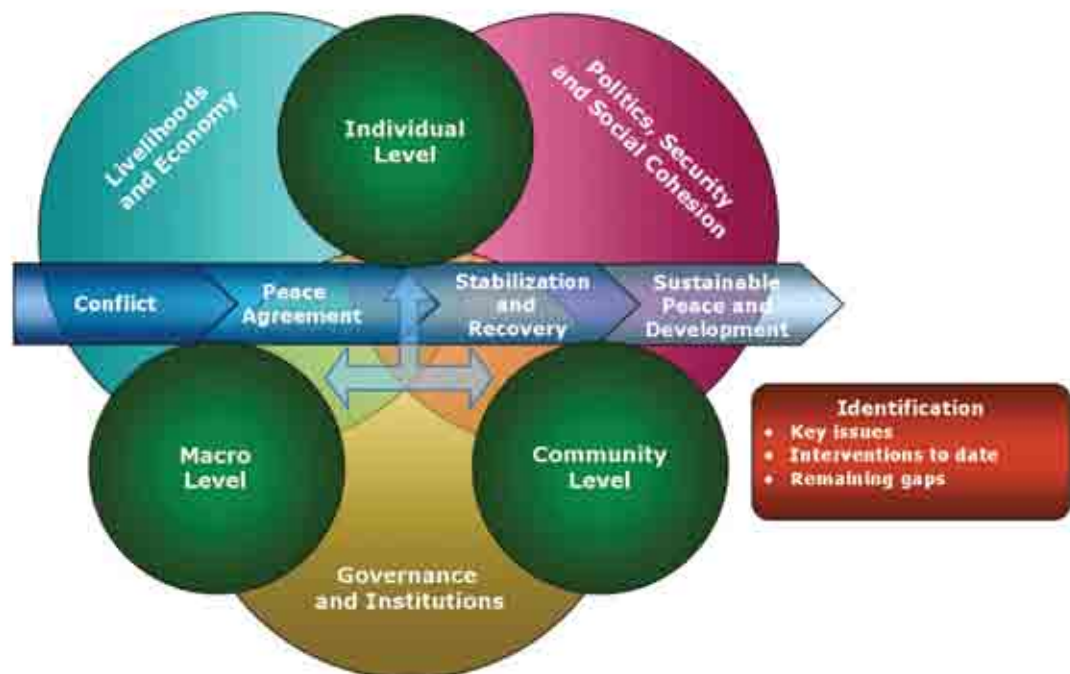 Livelihoods
and Economy
Individual
Level
Politics, Security
and Social Cohesion
Conflict
Peace
Agreement
Stabilization
and
Recovery
Sustainable
Peace and
Development
Macro
Level
Community
Level
Identification
• Key issues
• Interventions to date
• Remaining gaps
Governance
and Institutions